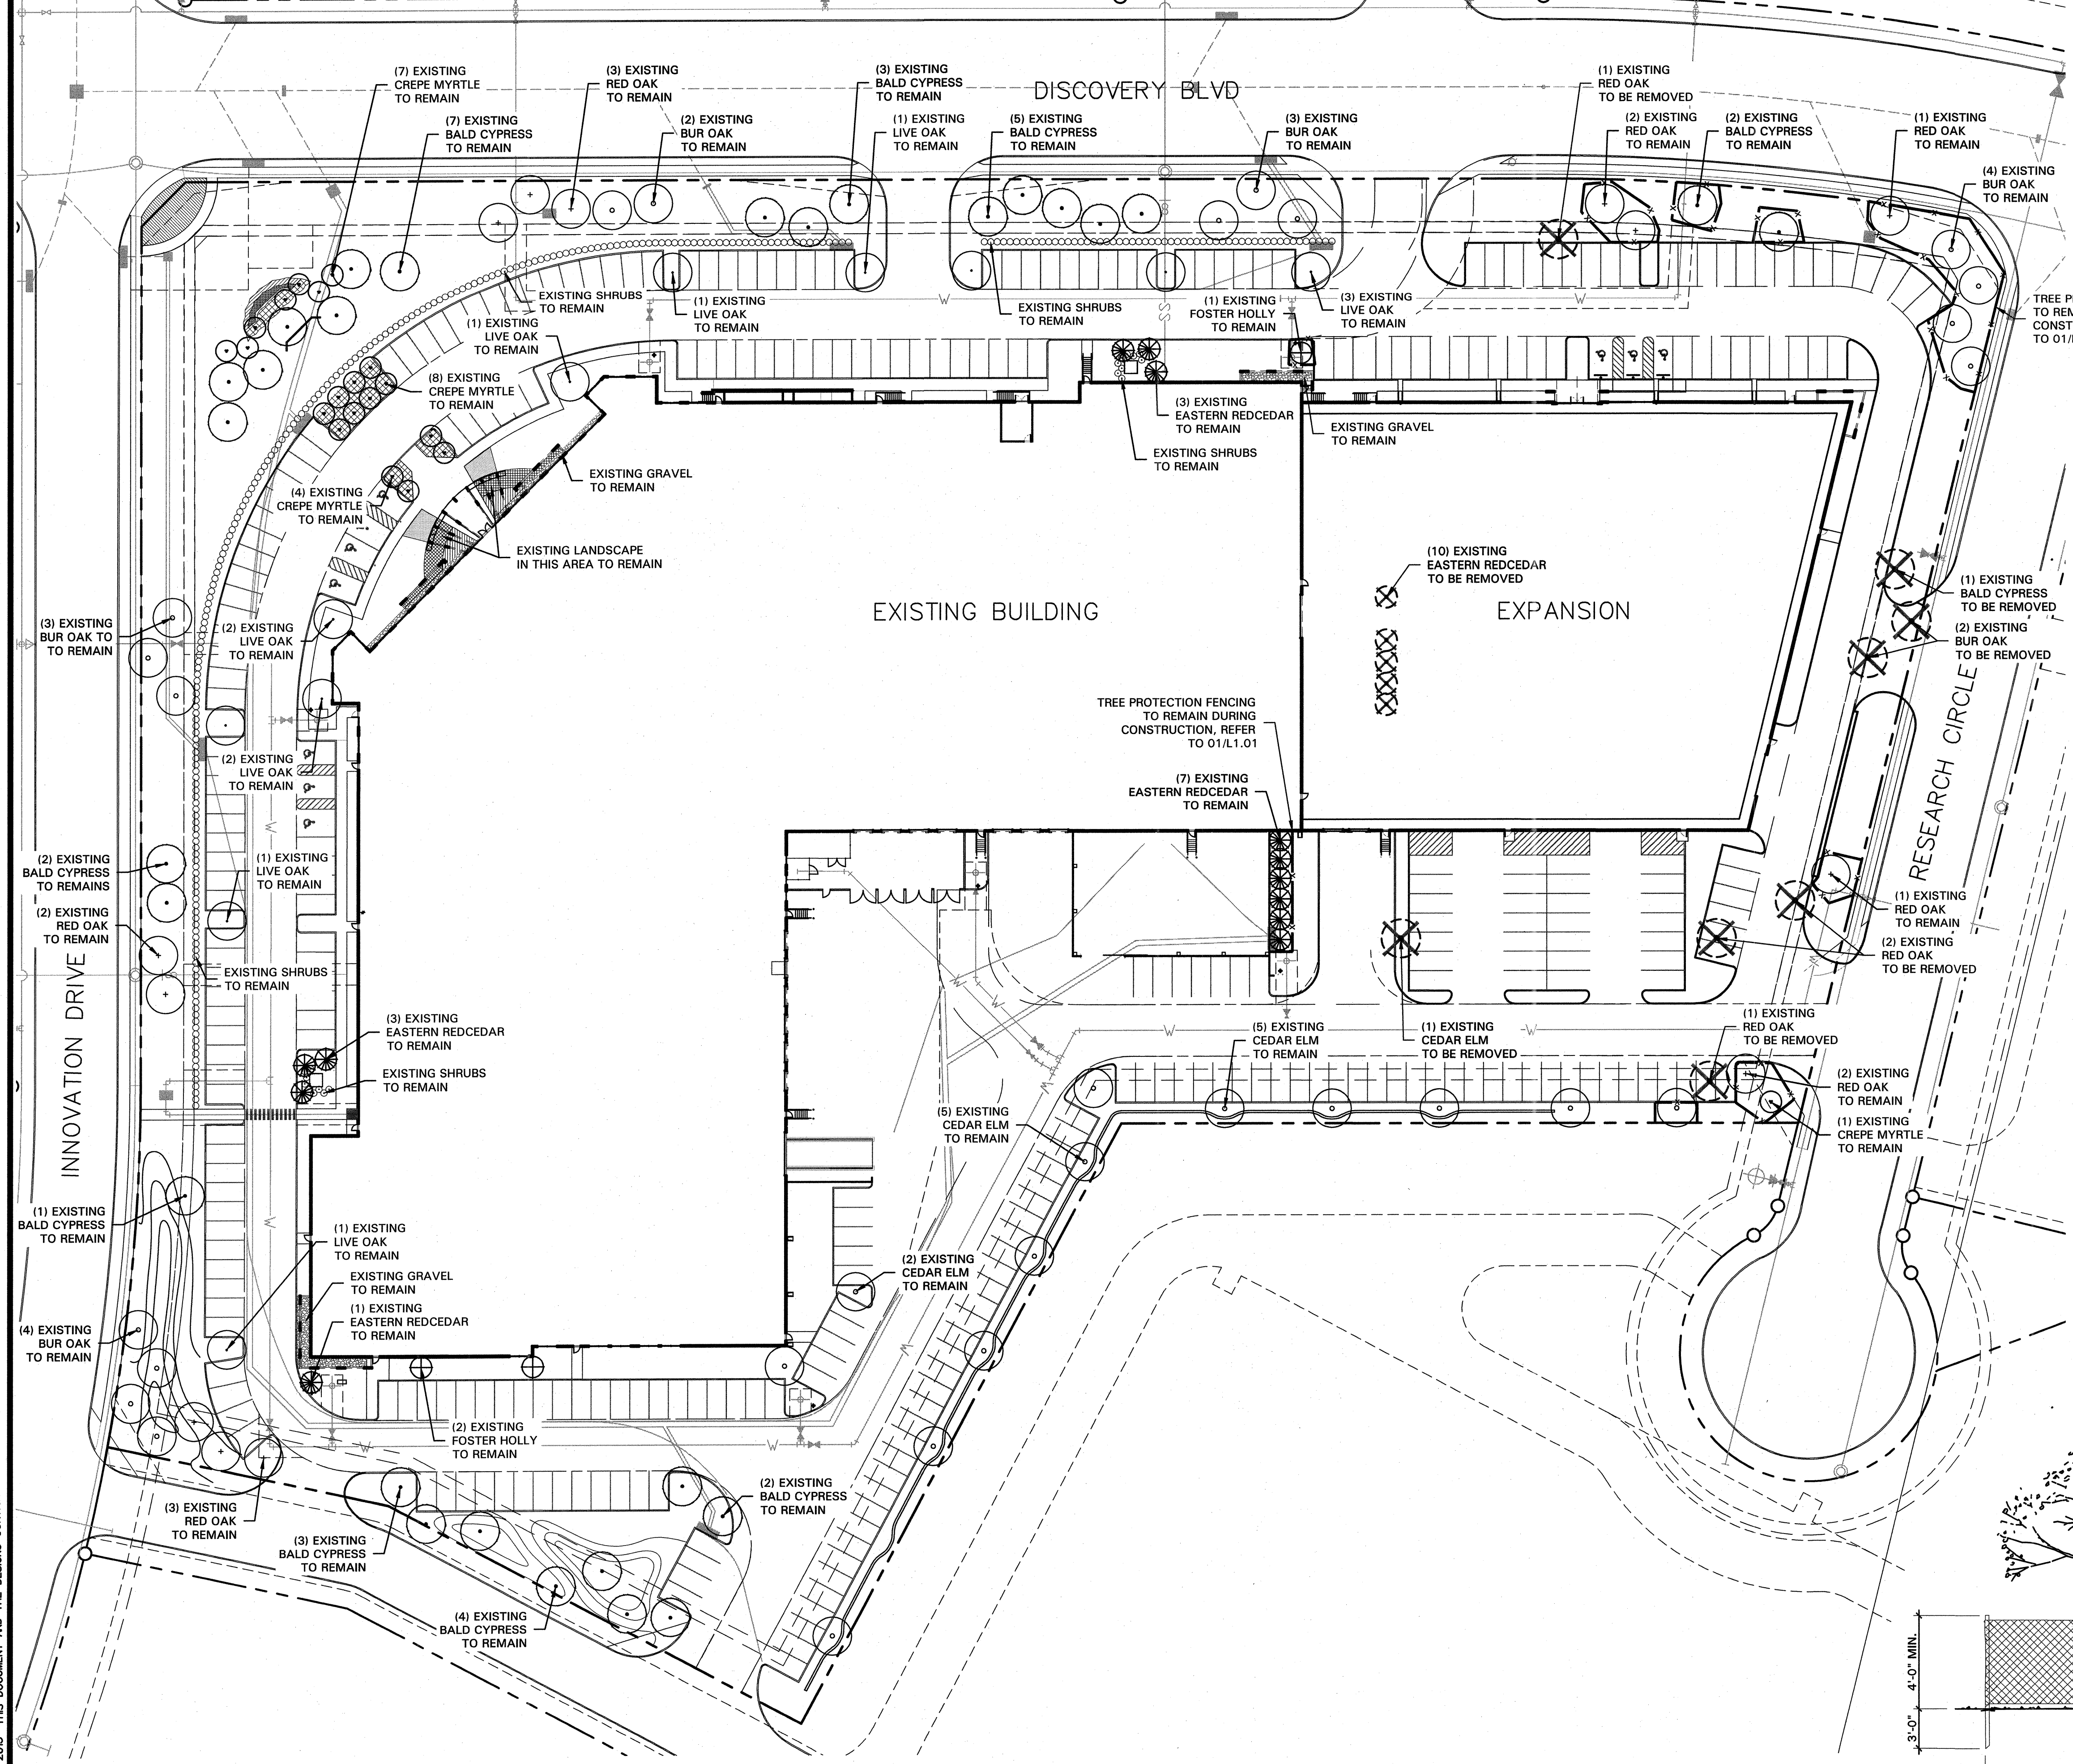 (7) EXISTING
CREPE MYRTLE
TO REMAIN
(3) EXISTING
RED OAK
TO REMAIN
(3) EXISTING
BALD CYPRESS
TO REMAIN
DISCOVERY BLVD
(1) EXISTING
RED OAK
TO BE REMOVED
(7) EXISTING
BALD CYPRESS
TO REMAIN
(2) EXISTING
BUR OAK
TO REMAIN
(1) EXISTING
LIVE OAK
TO REMAIN
(5) EXISTING
BALD CYPRESS
TO REMAIN
(3) EXISTING
BUR OAK
TO REMAIN
(2) EXISTING
RED OAK
TO REMAIN
(2) EXISTING
BALD CYPRESS
TO REMAIN
(1) EXISTING
RED OAK
TO REMAIN
(4) EXISTING
BUR OAK
TO REMAIN
EXISTING SHRUBS
TO REMAIN
(1) EXISTING
LIVE OAK
TO REMAIN
(1) EXISTING
LIVE OAK
TO REMAIN
W
EXISTING SHRUBS
TO REMAIN
S
S
(1) EXISTING
FOSTER HOLLY
TO REMAIN
(3) EXISTING
LIVE OAK
TO REMAIN
W
TREE
TO
CONST
TO 01/
(8) EXISTING
CREPE MYRTLE
TO REMAIN
(3) EXISTING
EASTERN REDCEDAR
TO REMAIN
EXISTING GRAVEL
TO REMAIN
EXISTING SHRUBS
TO REMAIN
EXISTING GRAVEL
TO REMAIN
(4) EXISTING
CREPE MYRTLE
TO REMAIN
EXISTING LANDSCAPE
IN THIS AREA TO REMAIN
(10) EXISTING
EASTERN REDCEDAR
TO BE REMOVED
EXISTING BUILDING
EXPANSION
(1) EXISTING
BALD CYPRESS
TO BE REMOVED
(2) EXISTING
BUR OAK
TO BE REMOVED
(3) EXISTING
BUR OAK TO
TO REMAIN
(2) EXISTING
LIVE OAK
TO REMAIN
TREE PROTECTION FENCING
TO REMAIN DURING
CONSTRUCTION, REFER
TO 01/L1.01
RESEARCH CIRCLE
(2) EXISTING
LIVE OAK
TO REMAIN
(7) EXISTING
EASTERN REDCEDAR
TO REMAIN
W
(2) EXISTING
BALD CYPRESS
TO REMAINS
(1) EXISTING
LIVE OAK
TO REMAIN
(2) EXISTING
RED OAK
TO REMAIN
(1) EXISTING
RED OAK
TO REMAIN
(2) EXISTING
RED OAK
TO BE REMOVED
EXISTING SHRUBS
TO REMAIN
INNOVATION DRIVE
W
W
(3) EXISTING
EASTERN REDCEDAR
TO REMAIN
EXISTING SHRUBS
TO REMAIN
W
(5) EXISTING
CEDAR ELM
TO REMAIN
(1) EXISTING
CEDAR ELM
TO BE REMOVED
W
(1) EXISTING
RED OAK
TO BE REMOVED
(2) EXISTING
RED OAK
TO REMAIN
(1) EXISTING
CREPE MYRTLE
TO REMAIN
W
(5) EXISTING
CEDAR ELM
TO REMAIN
(1) EXISTING
BALD CYPRESS
TO REMAIN
W
(1) EXISTING
LIVE OAK
TO REMAIN
EXISTING GRAVEL
TO REMAIN
(1) EXISTING
EASTERN REDCEDAR
TO REMAIN
(2) EXISTING
CEDAR ELM
TO REMAIN
W
(4) EXISTING
BUR OAK
TO REMAIN
(2) EXISTING
FOSTER HOLLY
TO REMAIN
W
W
(3) EXISTING
RED OAK
TO REMAIN
(2) EXISTING
BALD CYPRESS
TO REMAIN
(3) EXISTING
BALD CYPRESS
TO REMAIN
(4) EXISTING
BALD CYPRESS
TO REMAIN
4'-0" MIN.
3'-0"